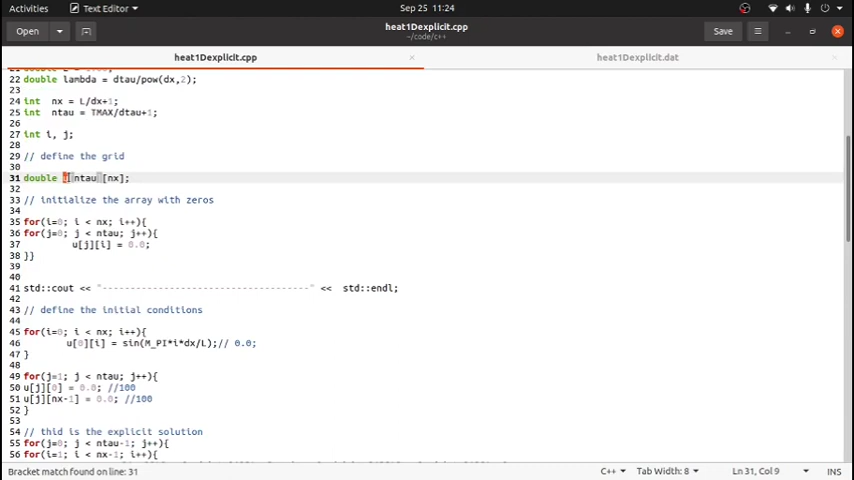 Activities Text Editor Sep 25 11:24
Open heat1Dexplicit.cpp Save
~/code/c++
heat1Dexplicit.cpp heat1Dexplicit.dat
22 double lambda = dtau/pow(dx,2);
23
24 int nx = L/dx+1;
25 int ntau = TMAX/dtau+1;
26
27 int i, j;
28
29 // define the grid
30
31 double u[ntau][nx];
32
33 // initialize the array with zeros
34
35 for(i=0; i < nx; i++){
36 for(j=0; j < ntau; j++){
37 u[j][i] = 0.0;
38 }}
39
40
41 std::cout << "-----------------------------------" << std::endl;
42
43 // define the initial conditions
44
45 for(i=0; i < nx; i++){
46 u[0][i] = sin(M_PI*i*dx/L);// 0.0;
47 }
48
49 for(j=1; j < ntau; j++){
50 u[j][0] = 0.0; //100
51 u[j][nx-1] = 0.0; //100
52 }
53
54 // thid is the explicit solution
55 for(j=0; j < ntau-1; j++){
56 for(i=1; i < nx-1; i++){
Bracket match found on line: 31 C++ Tab Width: 8 Ln 31, Col 9 INS